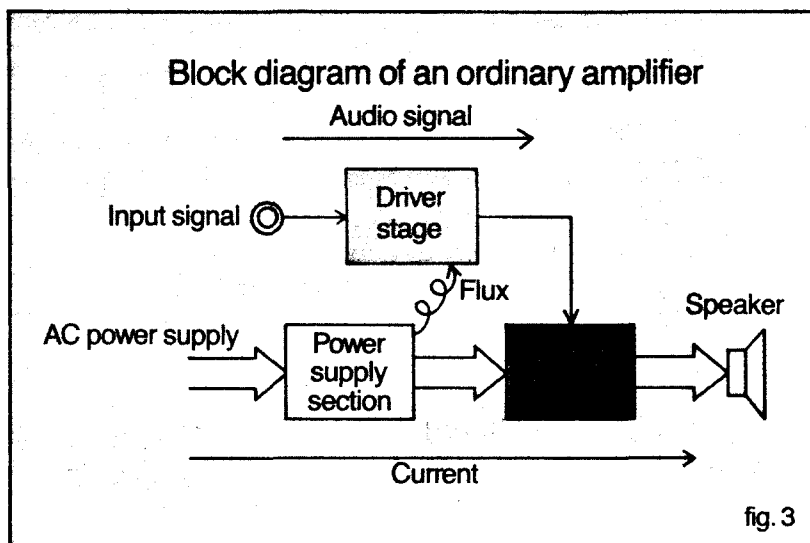 Block diagram of an ordinary amplifier
Audio signal
Input signal
Driver
stage
Flux
Speaker
AC power supply
Power
supply
section
Current
fig. 3